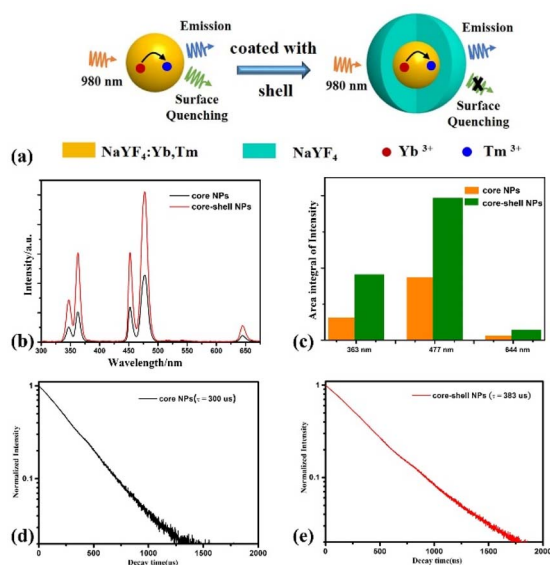 Emission
coated with
Emission
980 nm
Surface
Quenching
shell
980 nm
Surface
Quenching
(a)
NaYF4:Yb,Tm
NaYF4
Yb 3+
Tm 3+
core NPs
core-shell NPs
Intensity/a.u.
(b)
300 350 400 450 500 550 600 650
Wavelength/nm
core NPs
core-shell NPs
Area integral of Intensity
(c)
363 nm 477 nm 644 nm
core NPs(τ = 300 us)
Normalized Intensity
1
0.1
(d)
0 500 1000 1500 2000
Decay time(us)
core-shell NPs (τ = 383 us)
Normalized Intensity
1
0.1
(e)
0 500 1000 1500 2000
Decay time(us)